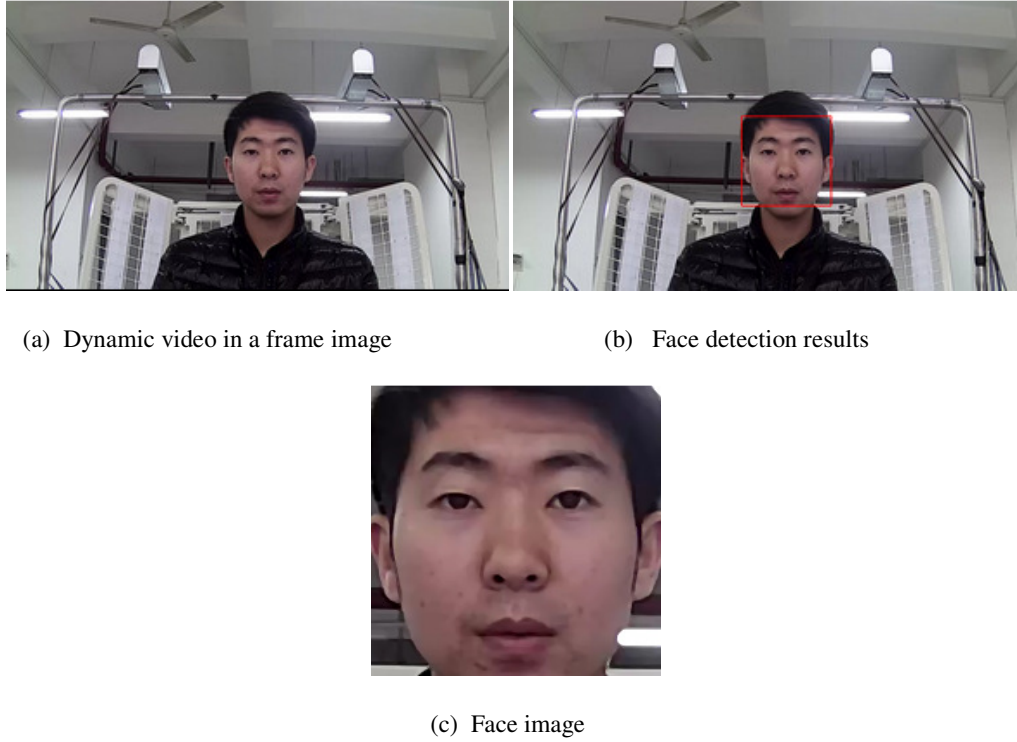 (a) Dynamic video in a frame image
(b) Face detection results
(c) Face image